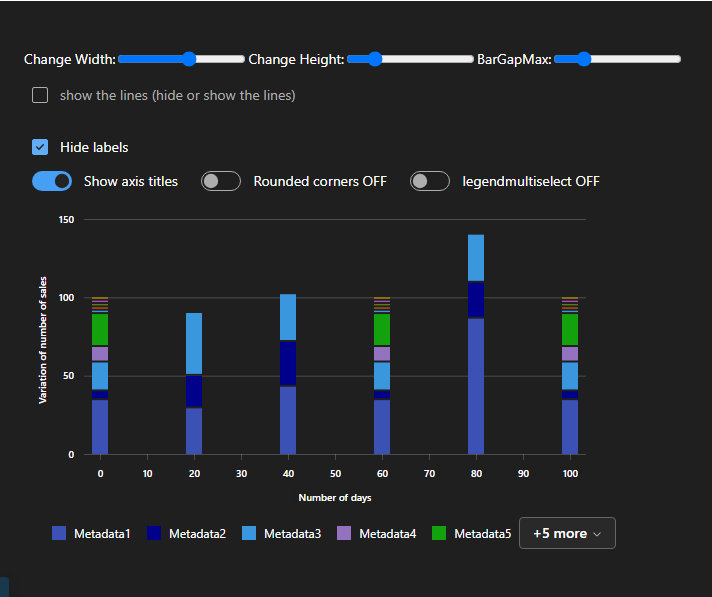 Change Width: Change Height: BarGapMax:
show the lines (hide or show the lines)
Hide labels
Show axis titles Rounded corners OFF legendmultiselect OFF
150
100
50
0
Variation of number of sales
0 10 20 30 40 50 60 70 80 90 100
Number of days
Metadata1 Metadata2 Metadata3 Metadata4 Metadata5 +5 more